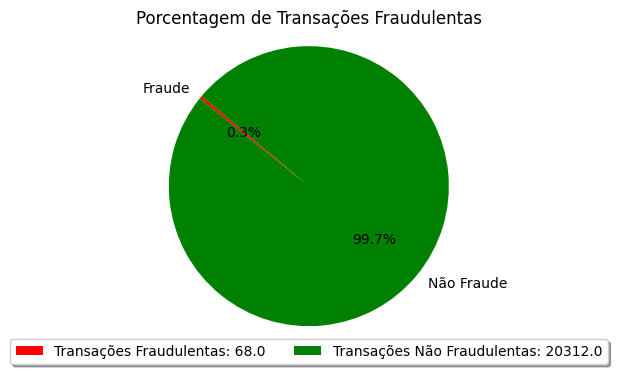 Porcentagem de Transações Fraudulentas
Fraude
0.3%
99.7%
Não Fraude
Transações Fraudulentas: 68.0
Transações Não Fraudulentas: 20312.0